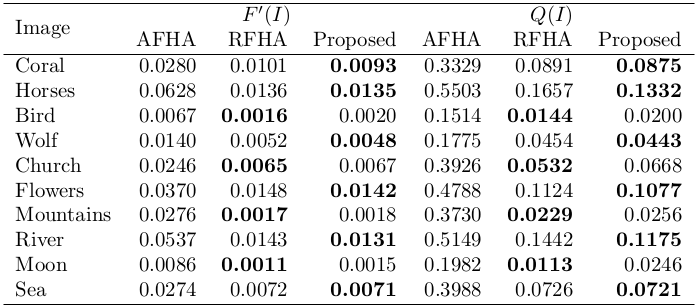 Image F′(I) Q(I)
AFHA RFHA Proposed AFHA RFHA Proposed
Coral 0.0280 0.0101 0.0093 0.3329 0.0891 0.0875
Horses 0.0628 0.0136 0.0135 0.5503 0.1657 0.1332
Bird 0.0067 0.0016 0.0020 0.1514 0.0144 0.0200
Wolf 0.0140 0.0052 0.0048 0.1775 0.0454 0.0443
Church 0.0246 0.0065 0.0067 0.3926 0.0532 0.0668
Flowers 0.0370 0.0148 0.0142 0.4788 0.1124 0.1077
Mountains 0.0276 0.0017 0.0018 0.3730 0.0229 0.0256
River 0.0537 0.0143 0.0131 0.5149 0.1442 0.1175
Moon 0.0086 0.0011 0.0015 0.1982 0.0113 0.0246
Sea 0.0274 0.0072 0.0071 0.3988 0.0726 0.0721